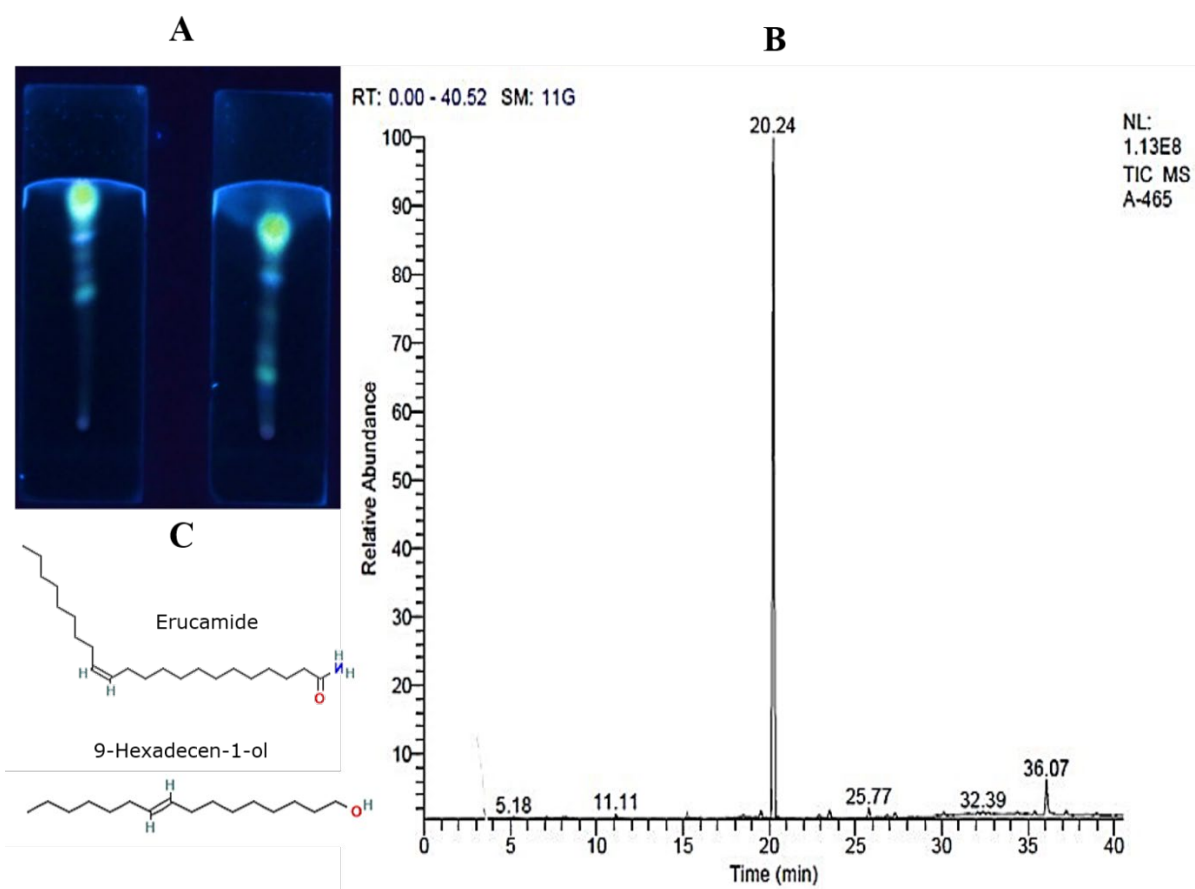 A
B
RT: 0.00 - 40.52 SM: 11G
NL:
1.13E8
TIC MS
A-465
20.24
100
90
80
70
60
50
40
30
20
10
Relative Abundance
5.18
11.11
25.77
32.39
36.07
0
5
10
15
20
25
30
35
40
Time (min)
C
Erucamide
H
H
H
N
H
O
9-Hexadecen-1-ol
H
H
O H